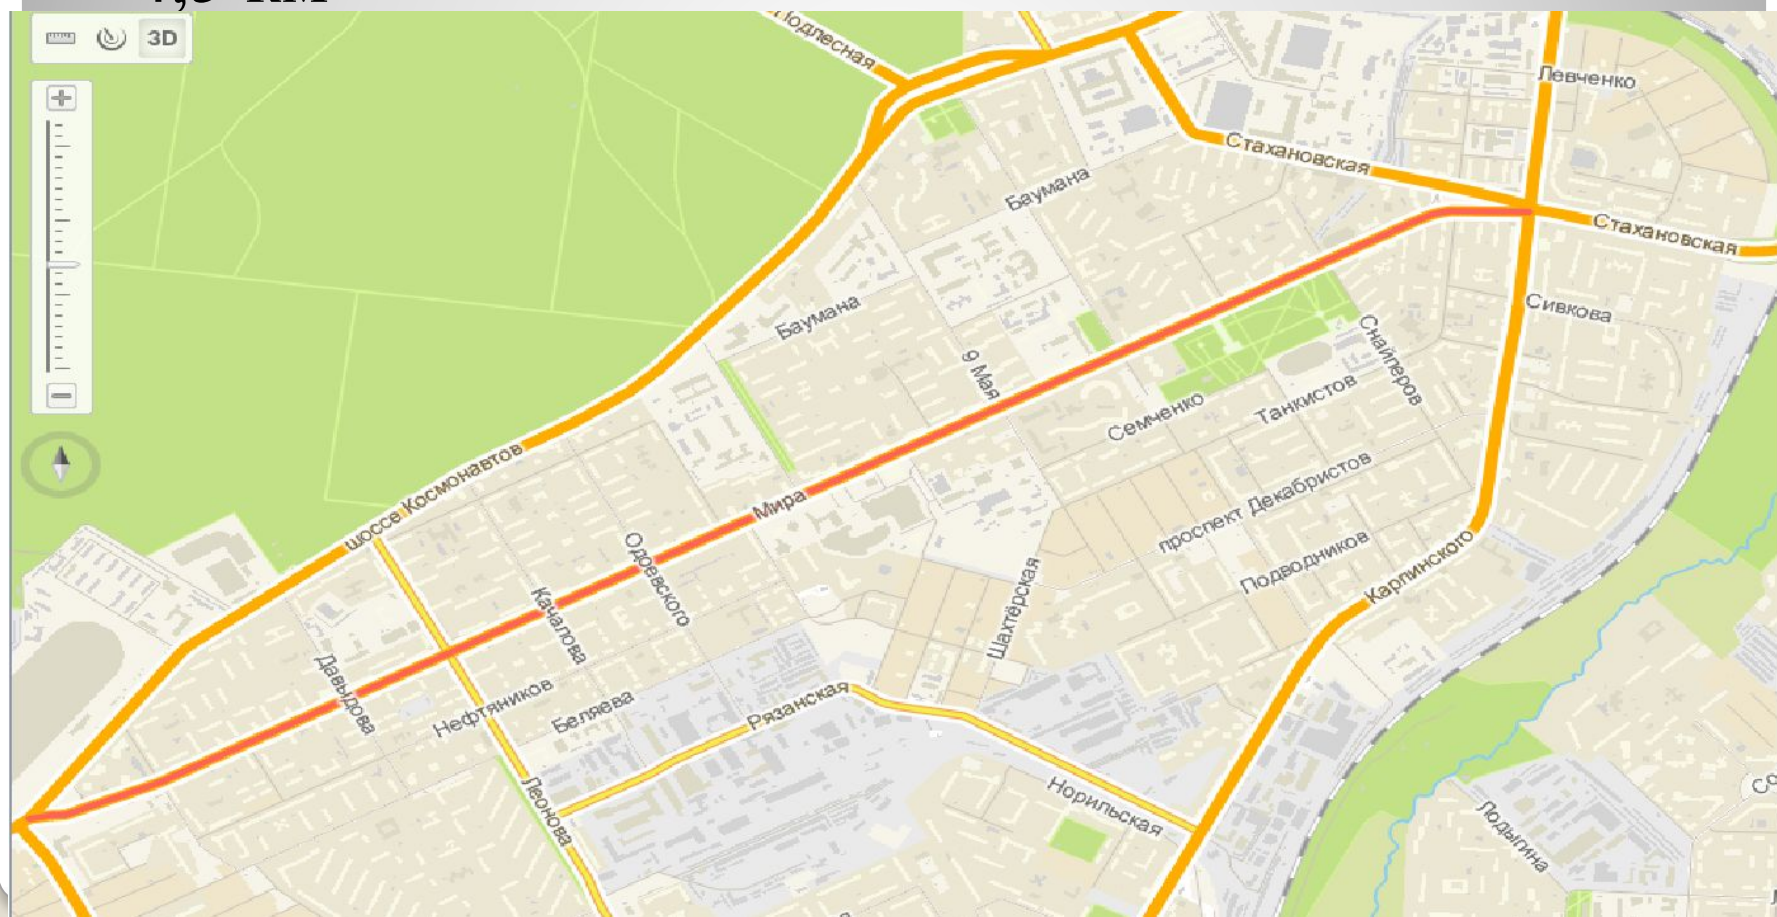 км
3D
Подлесная
Левченко
Стахановская
Баумана
Стахановская
Баумана
Сивкова
Снайперов
9 Мая
Танкистов
Семченко
шоссе Космонавтов
Мира
проспект Декабристов
Одоевского
Подводников
Карпинского
Качалова
Шахтёрская
Давыдова
Нефтяников
Беляева
Рязанская
Леонова
Норильская
Лодыгина